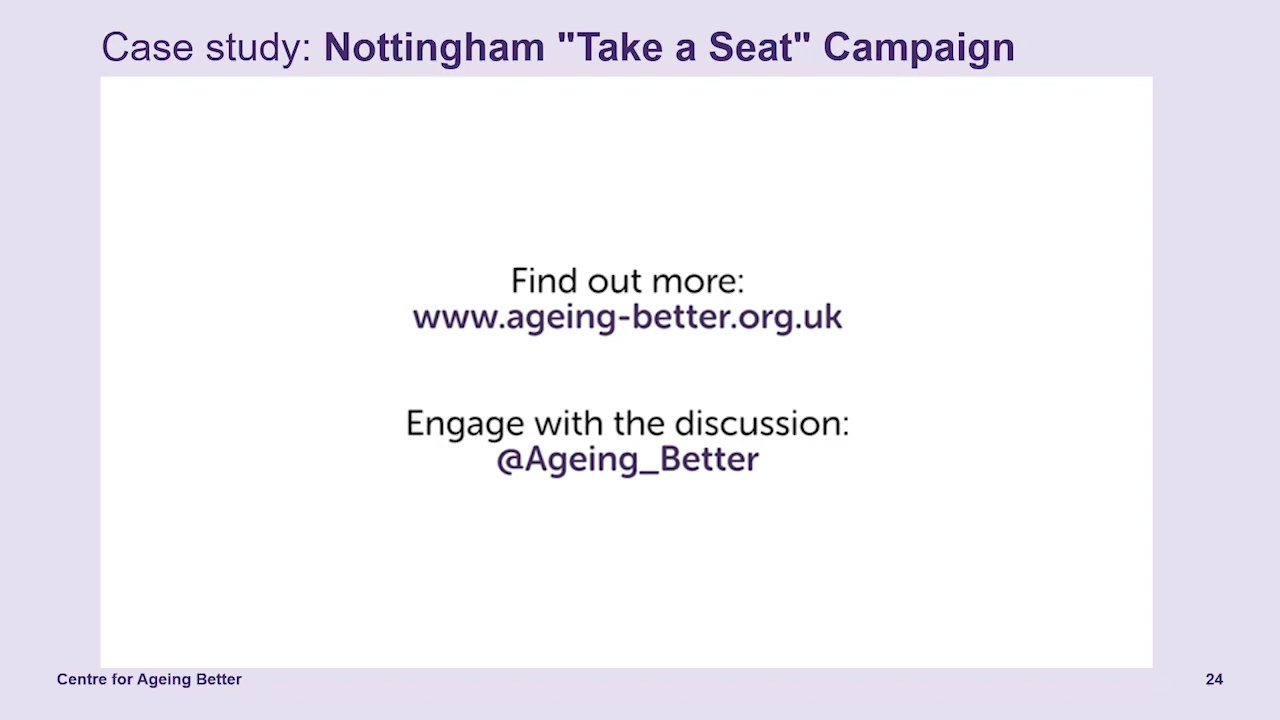 Case study: Nottingham "Take a Seat" Campaign
Find out more:
www.ageing-better.org.uk
Engage with the discussion:
@Ageing_Better
Centre for Ageing Better
24